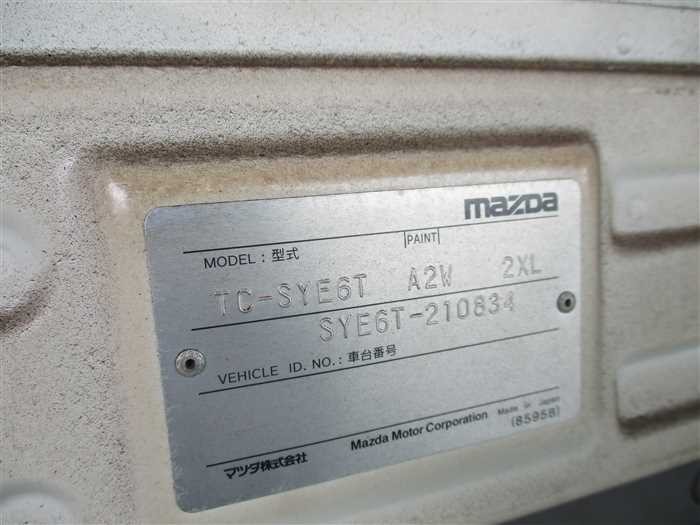 mazda
MODEL : 型式 PAINT
TC-SYE6T A2W 2XL
SYE6T-210834
VEHICLE ID. NO. : 車台番号
マツダ株式会社 Mazda Motor Corporation Made in Japan
(85958)